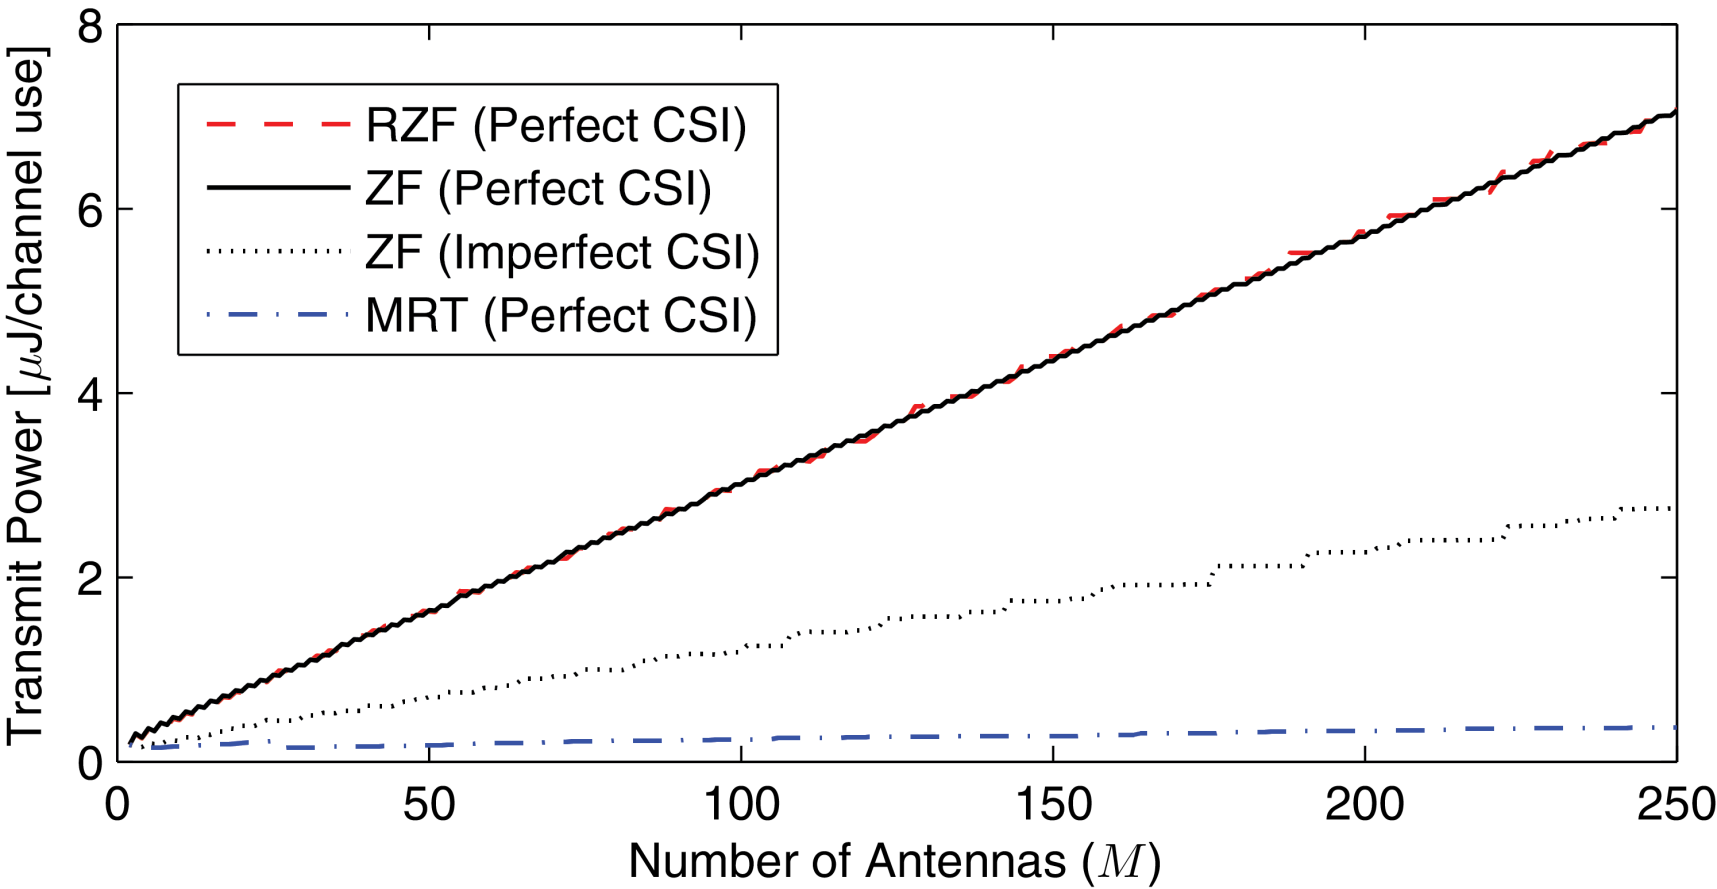 Transmit Power [μJ/channel use]
8
6
4
2
0
RZF (Perfect CSI)
ZF (Perfect CSI)
ZF (Imperfect CSI)
MRT (Perfect CSI)
0 50 100 150 200 250
Number of Antennas (M)